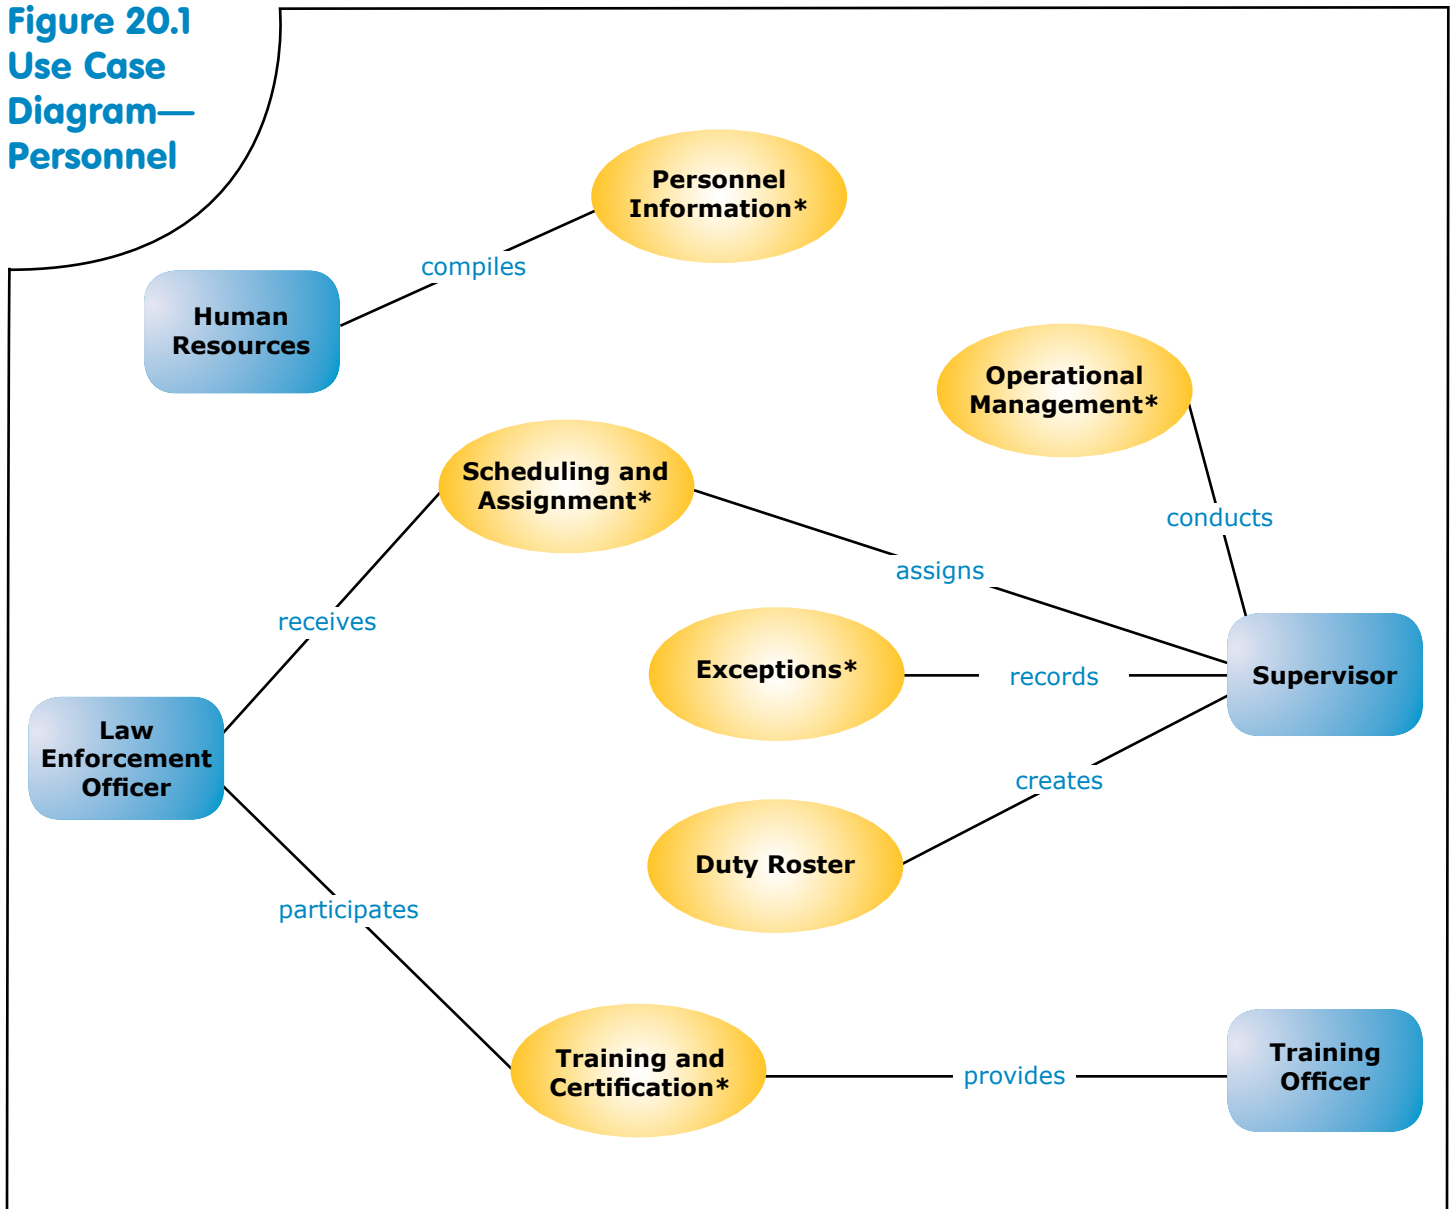 Figure 20.1
Use Case
Diagram—
Personnel
Personnel
Information*
compiles
Human
Resources
Operational
Management*
Scheduling and
Assignment*
conducts
assigns
receives
Exceptions*
records
Supervisor
Law
Enforcement
Officer
creates
Duty Roster
participates
Training and
Certification*
provides
Training
Officer